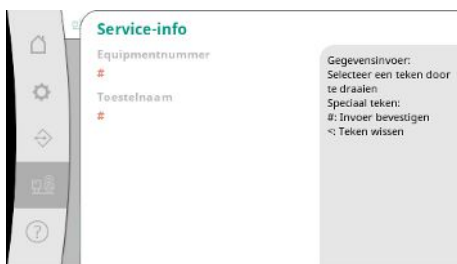 Service-info
Equipmentnummer
#
Toestelnaam
#
Gegevensinvoer:
Selecteer een teken door
te draaien
Speciaal teken:
#: Invoer bevestigen
<: Teken wissen
?